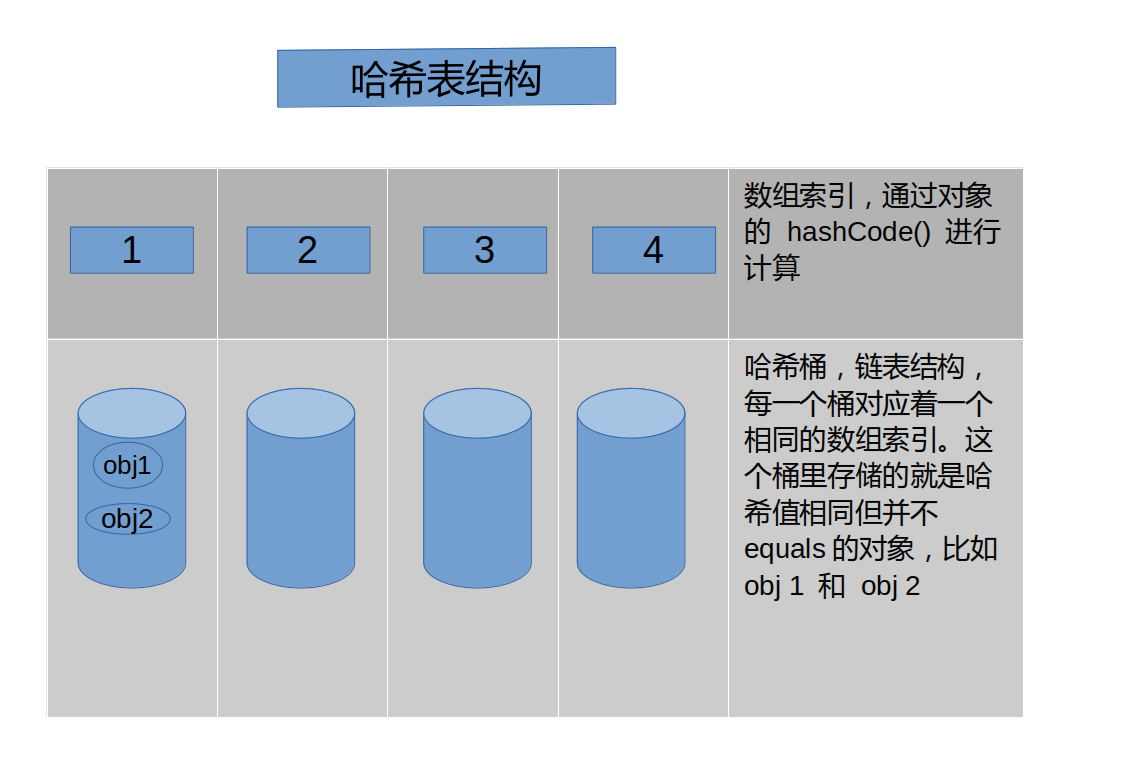 哈希表结构
1
2
3
4
数组索引，通过对象
的 hashCode() 进行
计算
obj1
obj2
哈希桶，链表结构，
每一个桶对应着一个
相同的数组索引。这
个桶里存储的就是哈
希值相同但并不
equals 的对象，比如
obj 1 和 obj 2